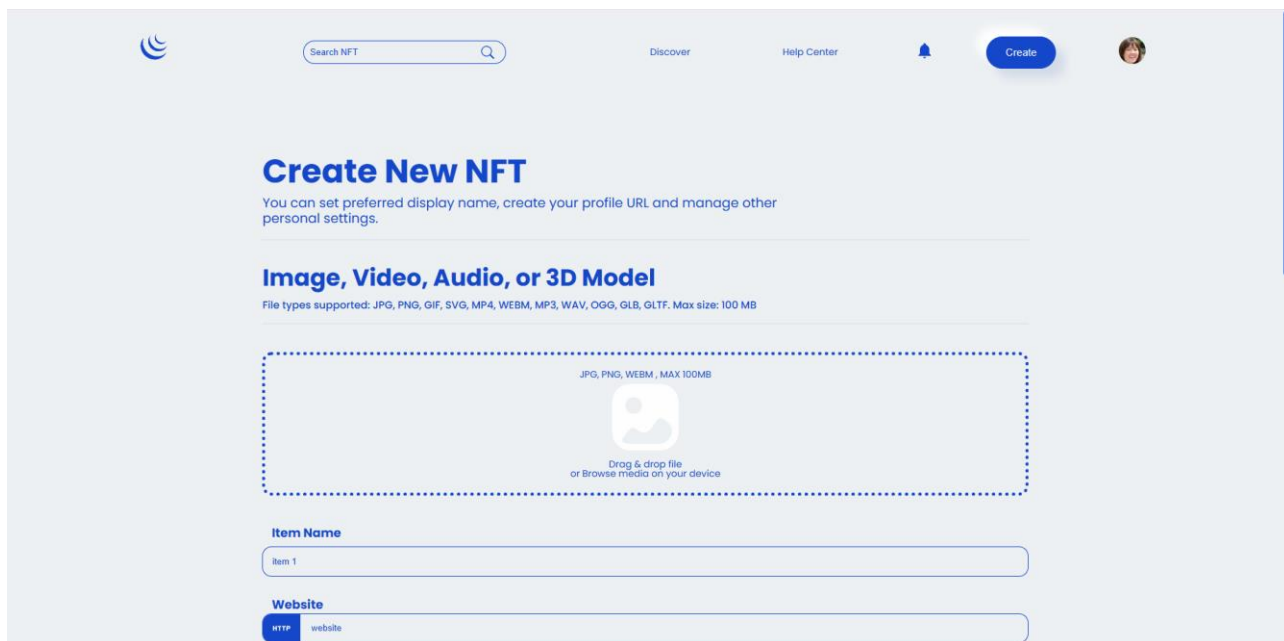 Search NFT
Discover
Help Center
Create
Create New NFT
You can set preferred display name, create your profile URL and manage other
personal settings.
Image, Video, Audio, or 3D Model
File types supported: JPG, PNG, GIF, SVG, MP4, WEBM, MP3, WAV, OGG, GLB, GLTF. Max size: 100 MB
JPG, PNG, WEBM , MAX 100MB
Drag & drop file
or Browse media on your device
Item Name
item 1
Website
HTTP website